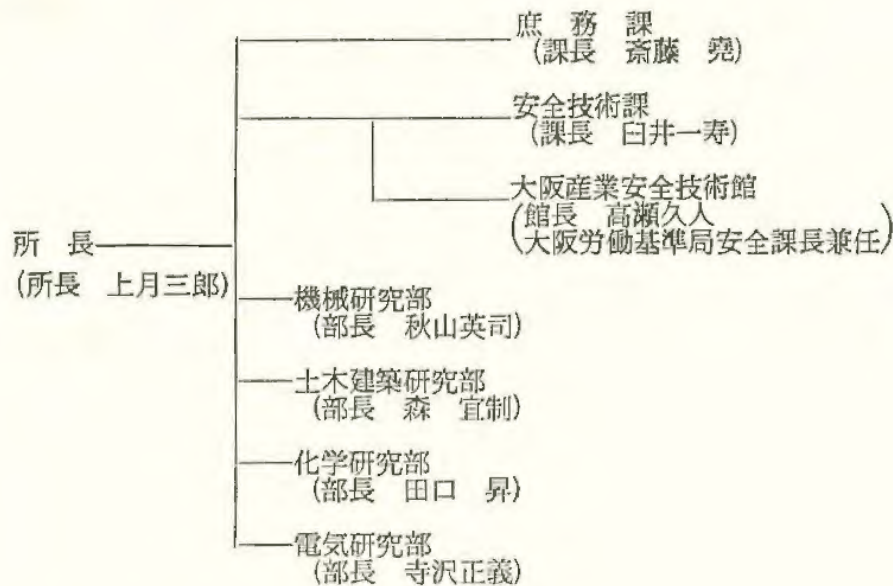 庶務課
(課長 斎藤 堯)
安全技術課
(課長 臼井一寿)
大阪産業安全技術館
(館長 高瀬久人
大阪労働基準局安全課長兼任)
所長
(所長 上月三郎)
機械研究部
(部長 秋山英司)
土木建築研究部
(部長 森 宜制)
化学研究部
(部長 田口 昇)
電気研究部
(部長 寺沢正義)